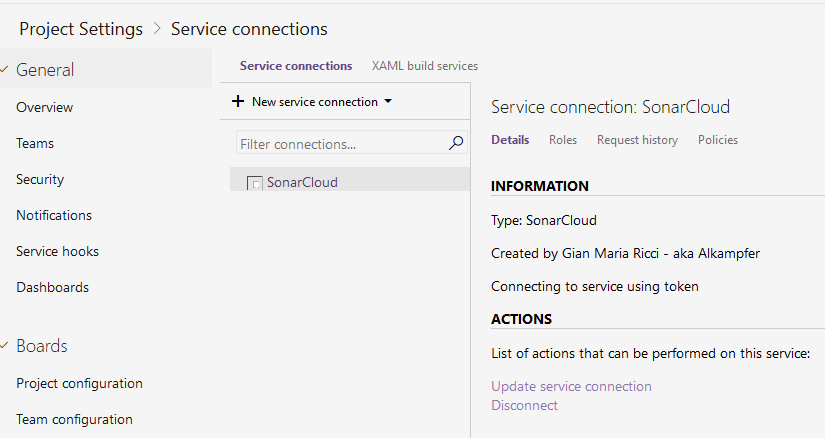 Project Settings > Service connections
General
Overview
Teams
Security
Notifications
Service hooks
Dashboards
Boards
Project configuration
Team configuration
Service connections XAML build services
+ New service connection
Filter connections...
SonarCloud
Service connection: SonarCloud
Details Roles Request history Policies
INFORMATION
Type: SonarCloud
Created by Gian Maria Ricci - aka Alkampfer
Connecting to service using token
ACTIONS
List of actions that can be performed on this service:
Update service connection
Disconnect